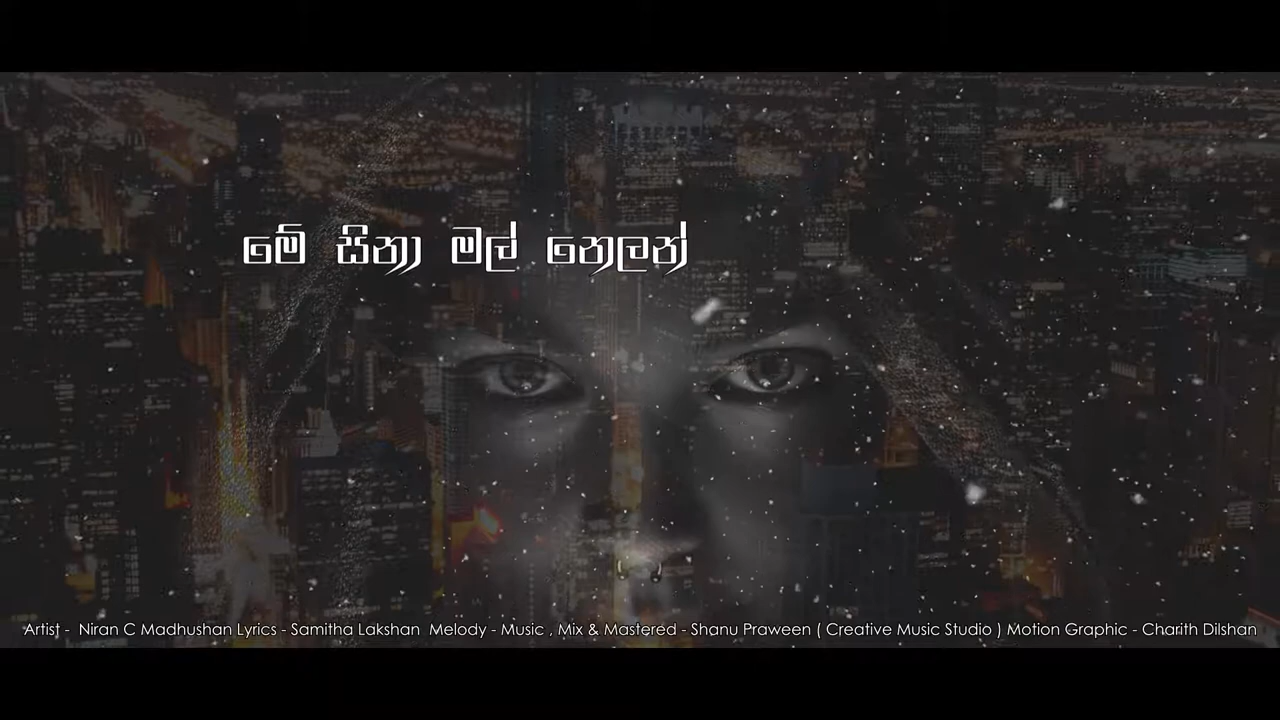 මේ සිනා මල් නෙලන්
Artist - Niran C Madhushan Lyrics - Samitha Lakshan Melody - Music , Mix & Mastered - Shanu Praween ( Creative Music Studio ) Motion Graphic - Charith Dilshan